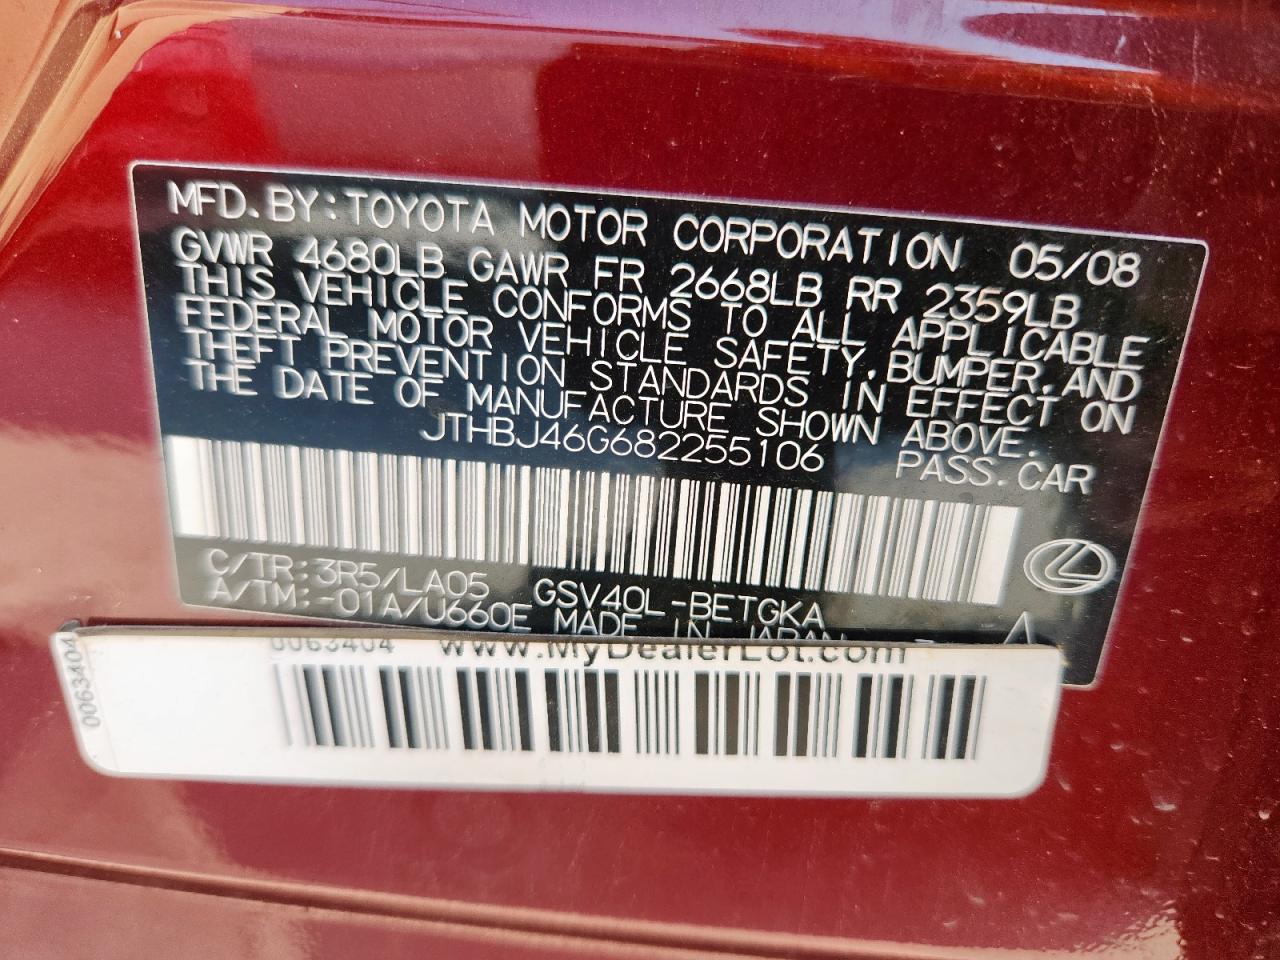 MFD.BY:TOYOTA MOTOR CORPORATION 05/08
GVWR 4680LB GAWR FR 2668LB RR 2359LB
THIS VEHICLE CONFORMS TO ALL APPLICABLE
FEDERAL MOTOR VEHICLE SAFETY,BUMPER,AND
THEFT PREVENTION STANDARDS IN EFFECT ON
THE DATE OF MANUFACTURE SHOWN ABOVE.
JTHBJ46G682255106 PASS.CAR
C/TR:3R5/LA05 GSV40L-BETGKA
A/TM:-01A/U660E MADE IN JAPAN
0063404 www.MyDealerLot.com
0063404